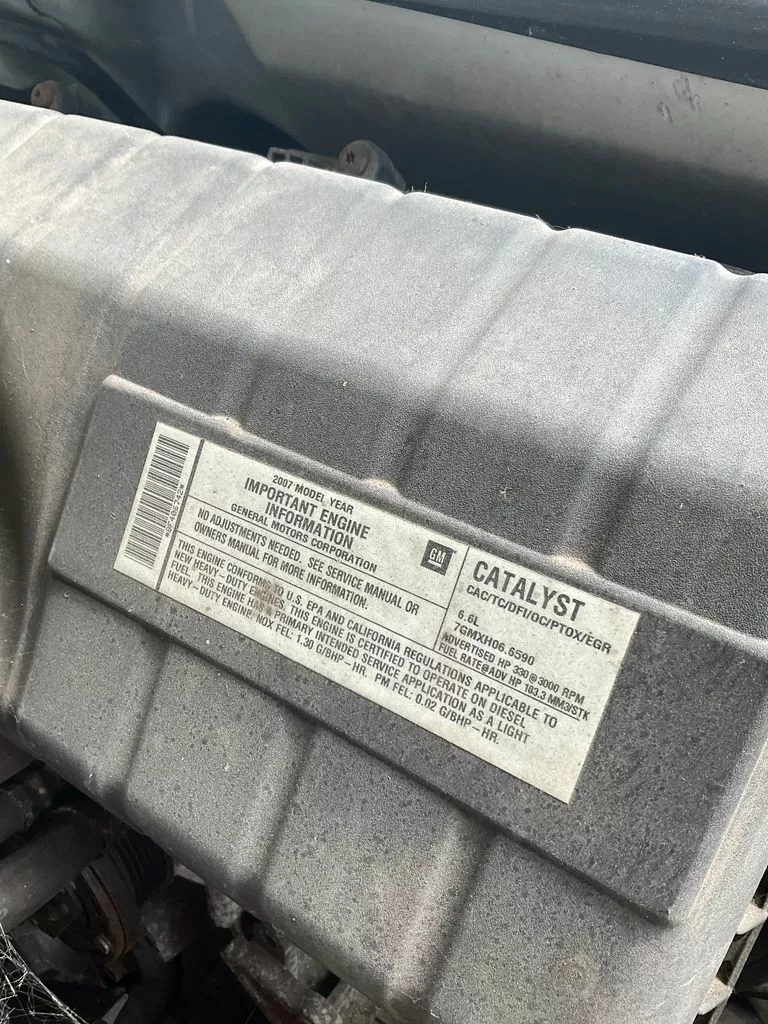 2007 MODEL YEAR
IMPORTANT ENGINE
INFORMATION
GENERAL MOTORS CORPORATION
GM
NO ADJUSTMENTS NEEDED. SEE SERVICE MANUAL OR
OWNERS MANUAL FOR MORE INFORMATION.
CATALYST
CAC/TC/DFI/OC/PTOX/EGR
6.6L
7GMXH06.6590
ADVERTISED HP 330@3000 RPM
FUEL RATE@ADV HP 103.3 MM3/STK
THIS ENGINE CONFORMS TO U.S. EPA AND CALIFORNIA REGULATIONS APPLICABLE TO
NEW HEAVY-DUTY ENGINES. THIS ENGINE IS CERTIFIED TO OPERATE ON DIESEL
FUEL. THIS ENGINE HAS A PRIMARY INTENDED SERVICE APPLICATION AS A LIGHT
HEAVY-DUTY ENGINE. NOX FEL: 1.30 G/BHP-HR. PM FEL: 0.02 G/BHP-HR.